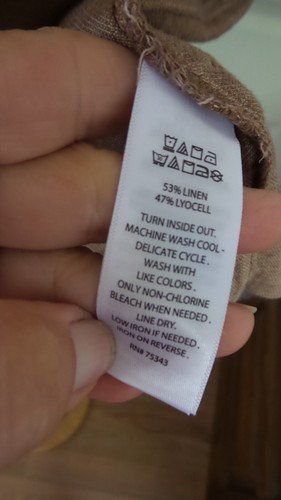 53% LINEN
47% LYOCELL
TURN INSIDE OUT.
MACHINE WASH COOL -
DELICATE CYCLE.
WASH WITH
LIKE COLORS.
ONLY NON-CHLORINE
BLEACH WHEN NEEDED.
LINE DRY.
LOW IRON IF NEEDED.
IRON ON REVERSE.
RN# 75343